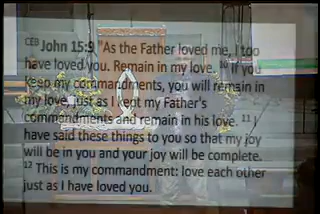 CEB John 15:9 "As the Father loved me, I too
have loved you. Remain in my love. 10 If you
keep my commandments, you will remain in
my love, just as I kept my Father's
commandments and remain in his love. 11 I
have said these things to you so that my joy
will be in you and your joy will be complete.
12 This is my commandment: love each other
just as I have loved you.